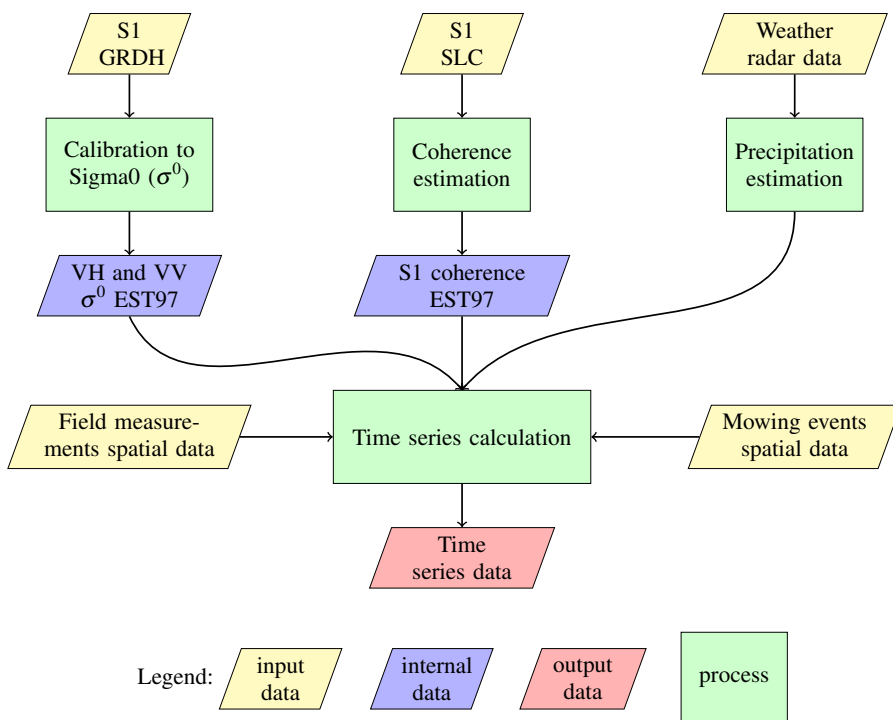 S1
GRDH
S1
SLC
Weather
radar data
Calibration to
Sigma0 (σ⁰)
Coherence
estimation
Precipitation
estimation
VH and VV
σ⁰ EST97
S1 coherence
EST97
Field measure-
ments spatial data
Time series calculation
Mowing events
spatial data
Time
series data
Legend:
input
data
internal
data
output
data
process